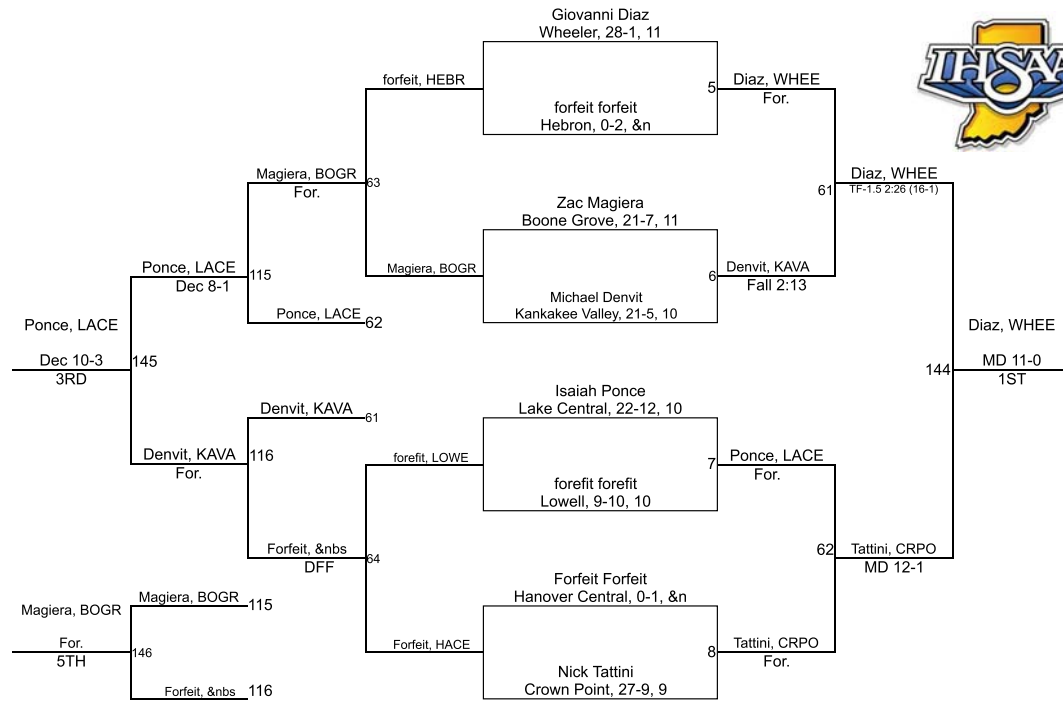 Giovanni Diaz
Wheeler, 28-1, 11
IHSAA
forfeit, HEBR
5
Diaz, WHEE
For.
forfeit forfeit
Hebron, 0-2, &n
Magiera, BOGR
For.
63
61
Diaz, WHEE
TF-1.5 2:26 (16-1)
Zac Magiera
Boone Grove, 21-7, 11
Ponce, LACE
Dec 8-1
115
Magiera, BOGR
6
Denvit, KAVA
Fall 2:13
Michael Denvit
Kankakee Valley, 21-5, 10
Ponce, LACE
62
Ponce, LACE
Dec 10-3
3RD
145
144
Diaz, WHEE
MD 11-0
1ST
Isaiah Ponce
Lake Central, 22-12, 10
Denvit, KAVA
61
Denvit, KAVA
For.
116
forefit, LOWE
7
Ponce, LACE
For.
forefit forefit
Lowell, 9-10, 10
Forfeit, &nbs
DFF
64
62
Tattini, CRPO
MD 12-1
Forfeit Forfeit
Hanover Central, 0-1, &n
Magiera, BOGR
For.
5TH
Magiera, BOGR
115
146
Forfeit, HACE
8
Tattini, CRPO
For.
Nick Tattini
Crown Point, 27-9, 9
Forfeit, &nbs
116